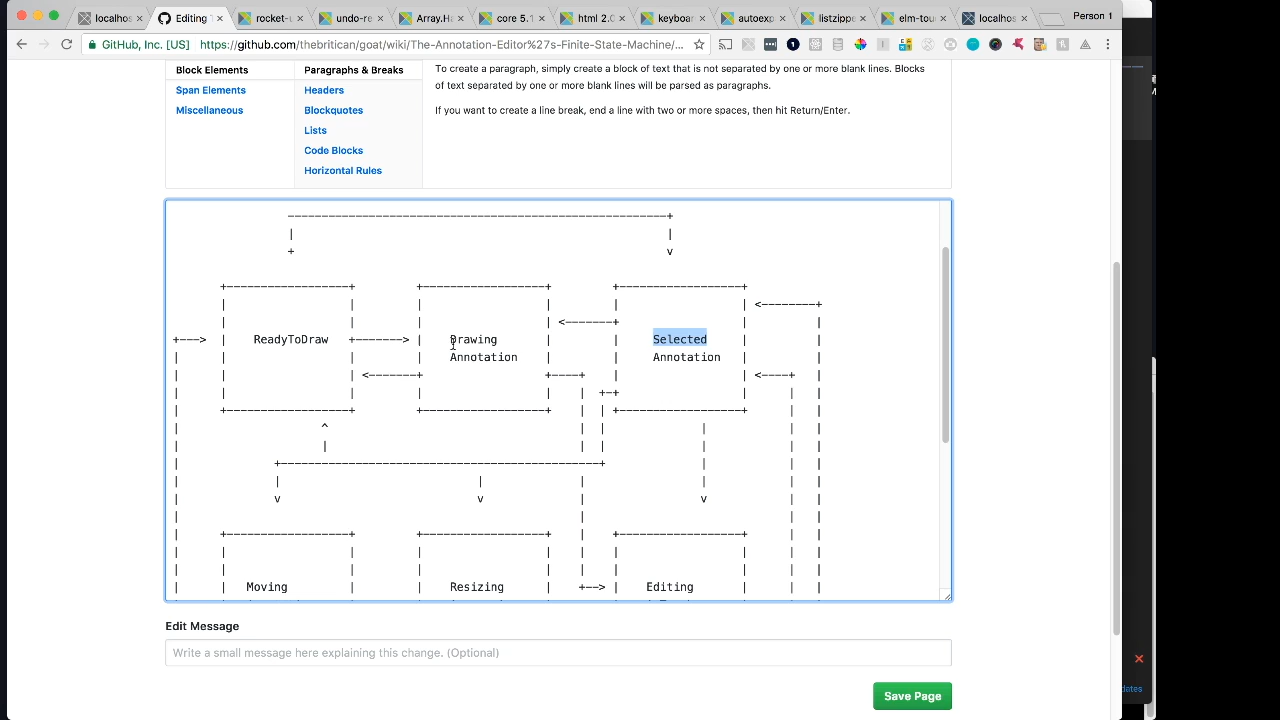 localhos
Editing
rocket-u
undo-re
Array.Ha
core 5.1
html 2.0
keyboar
autoexp
listzippe
elm-tou
localhos
Person 1
GitHub, Inc. [US] https://github.com/thebritican/goat/wiki/The-Annotation-Editor%27s-Finite-State-Machine/...
Block Elements
Span Elements
Miscellaneous
Paragraphs & Breaks
Headers
Blockquotes
Lists
Code Blocks
Horizontal Rules
To create a paragraph, simply create a block of text that is not separated by one or more blank lines. Blocks
of text separated by one or more blank lines will be parsed as paragraphs.
If you want to create a line break, end a line with two or more spaces, then hit Return/Enter.
ReadyToDraw
Drawing
Annotation
Selected
Annotation
v
v v v
Moving
Resizing
Editing
Edit Message
Write a small message here explaining this change. (Optional)
Save Page
dates